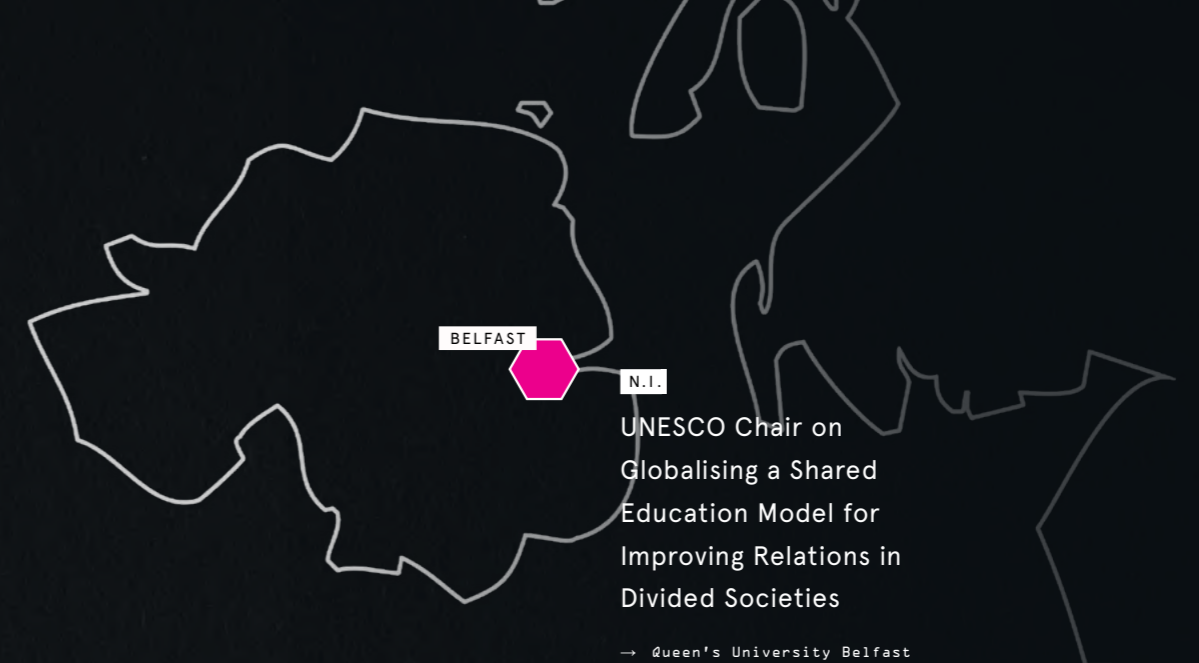 BELFAST
N.I.
UNESCO Chair on
Globalising a Shared
Education Model for
Improving Relations in
Divided Societies
→ Queen's University Belfast